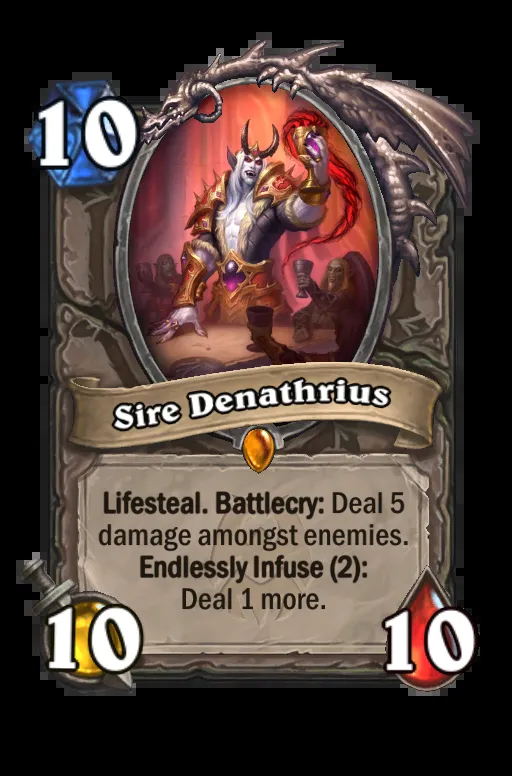 10
Sire Denathrius
Lifesteal. Battlecry: Deal 5
damage amongst enemies.
Endlessly Infuse (2):
Deal 1 more.
10
10